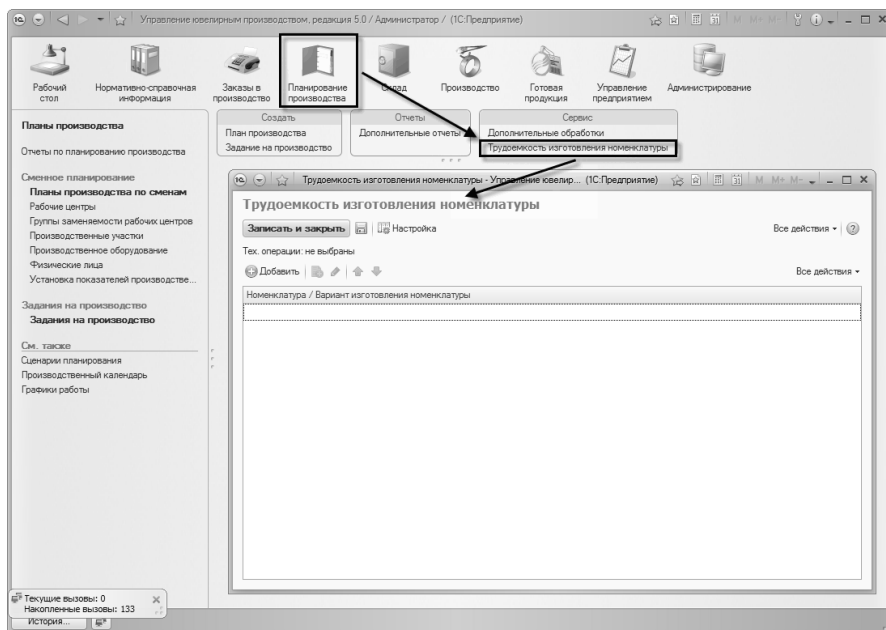 Управление ювелирным производством, редакция 5.0 / Администратор / (1С:Предприятие)
M M+ M-
Рабочий стол
Нормативно-справочная информация
Заказы в производство
Планирование производства
Склад
Производство
Готовая продукция
Управление предприятием
Администрирование
Планы производства
Отчеты по планированию производства
Сменное планирование
Планы производства по сменам
Рабочие центры
Группы заменяемости рабочих центров
Производственные участки
Производственное оборудование
Физические лица
Установка показателей производстве...
Задания на производство
Задания на производство
См. также
Сценарии планирования
Производственный календарь
Графики работы
Создать
План производства
Задание на производство
Отчеты
Дополнительные отчеты
Сервис
Дополнительные обработки
Трудоемкость изготовления номенклатуры
Трудоемкость изготовления номенклатуры - Управление ювелир... (1С:Предприятие)
M M+ M-
Трудоемкость изготовления номенклатуры
Записать и закрыть
Настройка
Все действия
Тех. операции: не выбраны
Добавить
Все действия
Номенклатура / Вариант изготовления номенклатуры
Текущие вызовы: 0
Накопленные вызовы: 133
История...